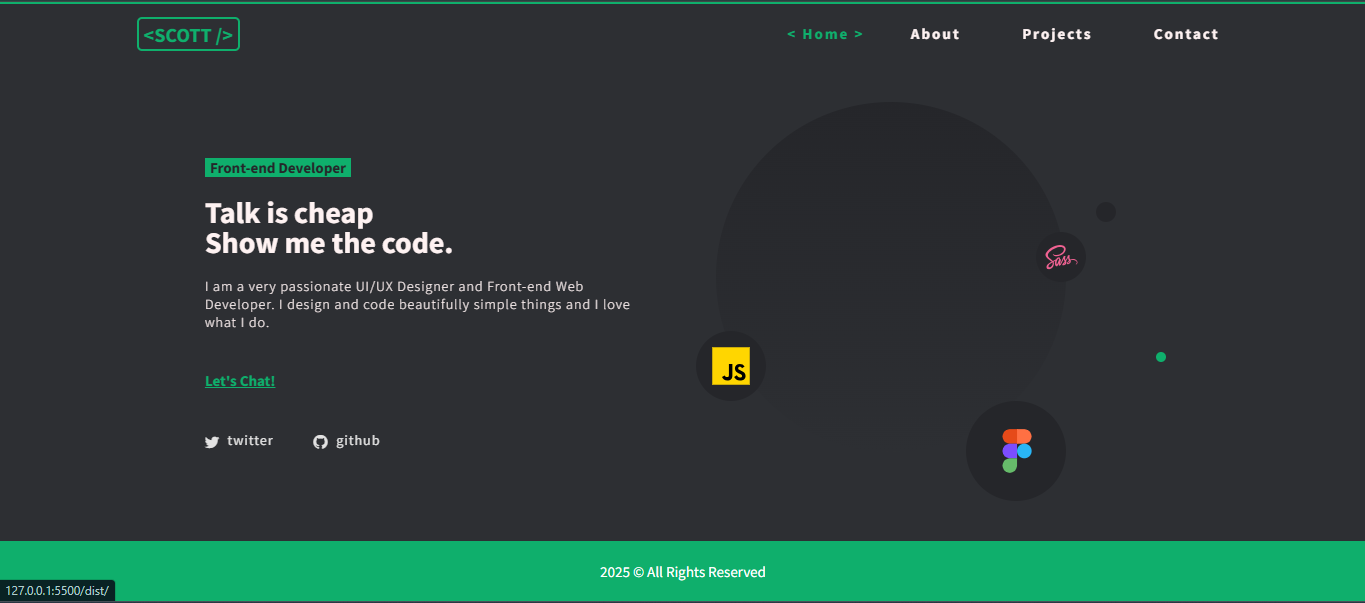 <SCOTT />
< Home >
About
Projects
Contact
Front-end Developer
Talk is cheap
Show me the code.
I am a very passionate UI/UX Designer and Front-end Web
Developer. I design and code beautifully simple things and I love
what I do.
Sass
JS
Let's Chat!
twitter
github
2025 © All Rights Reserved
127.0.0.1:5500/dist/